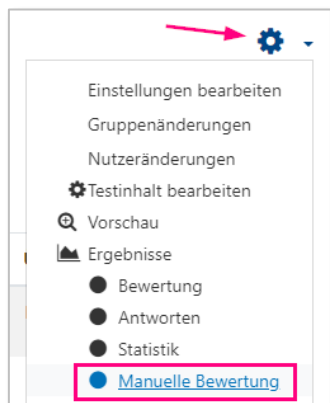 Einstellungen bearbeiten
Gruppenänderungen
Nutzeränderungen
Testinhalt bearbeiten
Vorschau
Ergebnisse
Bewertung
Antworten
Statistik
Manuelle Bewertung